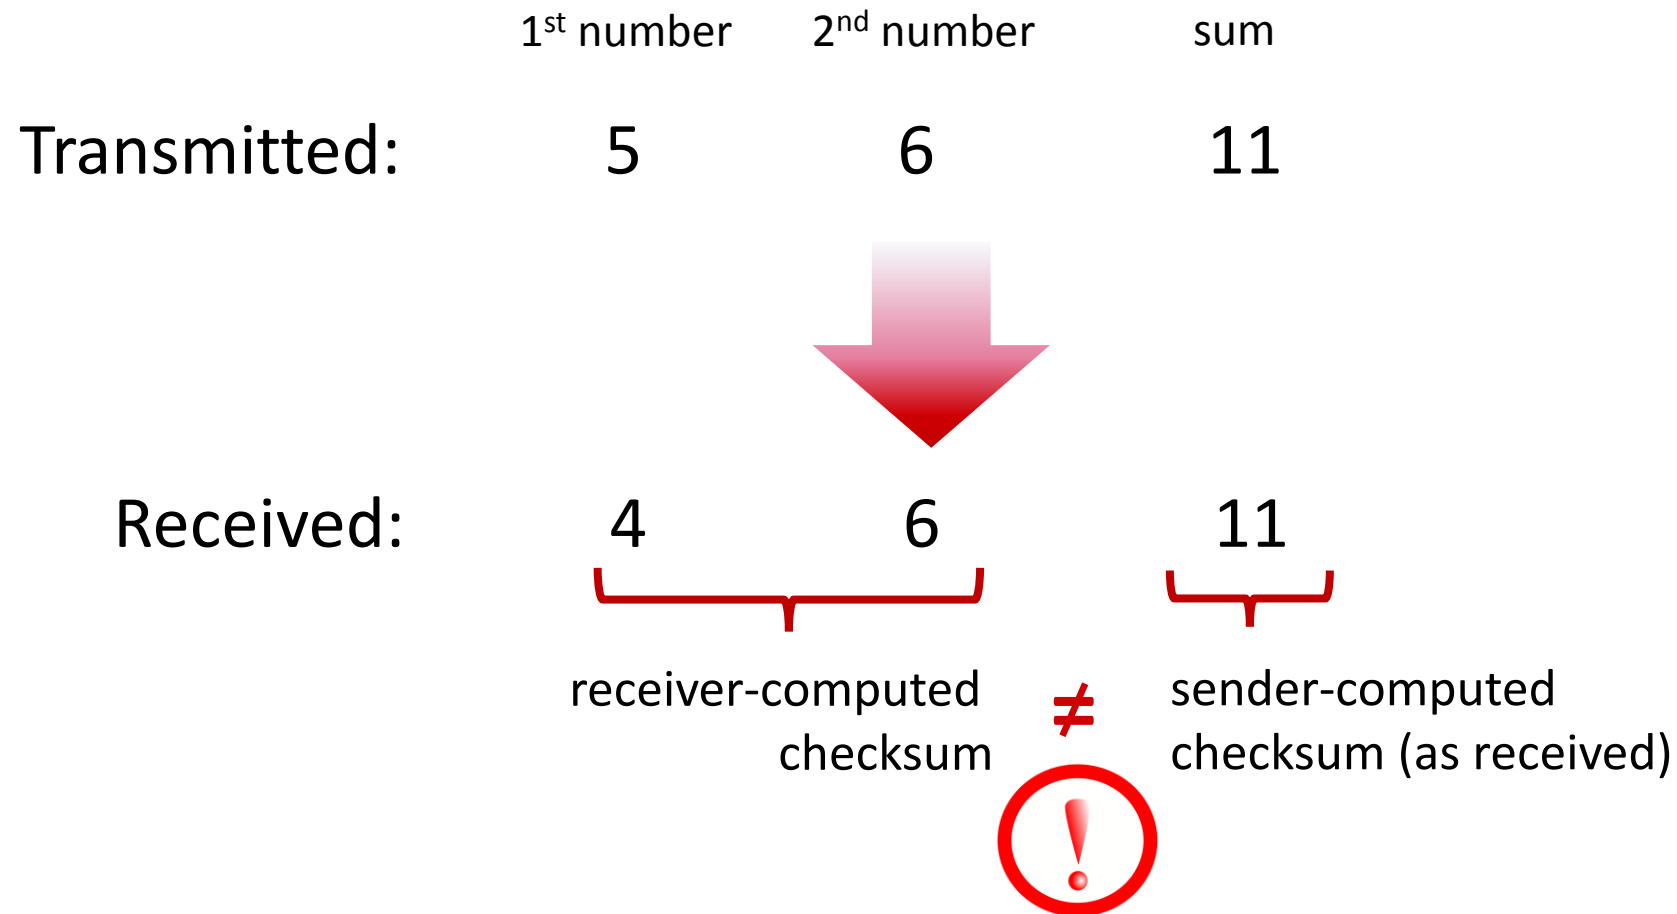 1st number 2nd number sum
Transmitted: 5 6 11
Received: 4 6 11
receiver-computed checksum
≠
sender-computed checksum (as received)
!